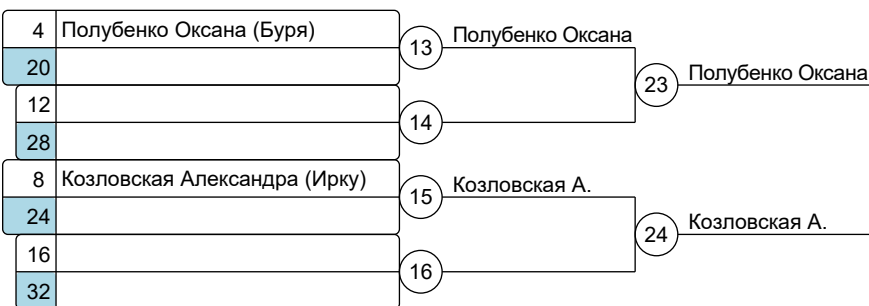 4 Полубенко Оксана (Буря)
20
12
28
8 Козловская Александра (Ирку)
24
16
32
13 Полубенко Оксана
14
15 Козловская А.
16
23 Полубенко Оксана
24 Козловская А.